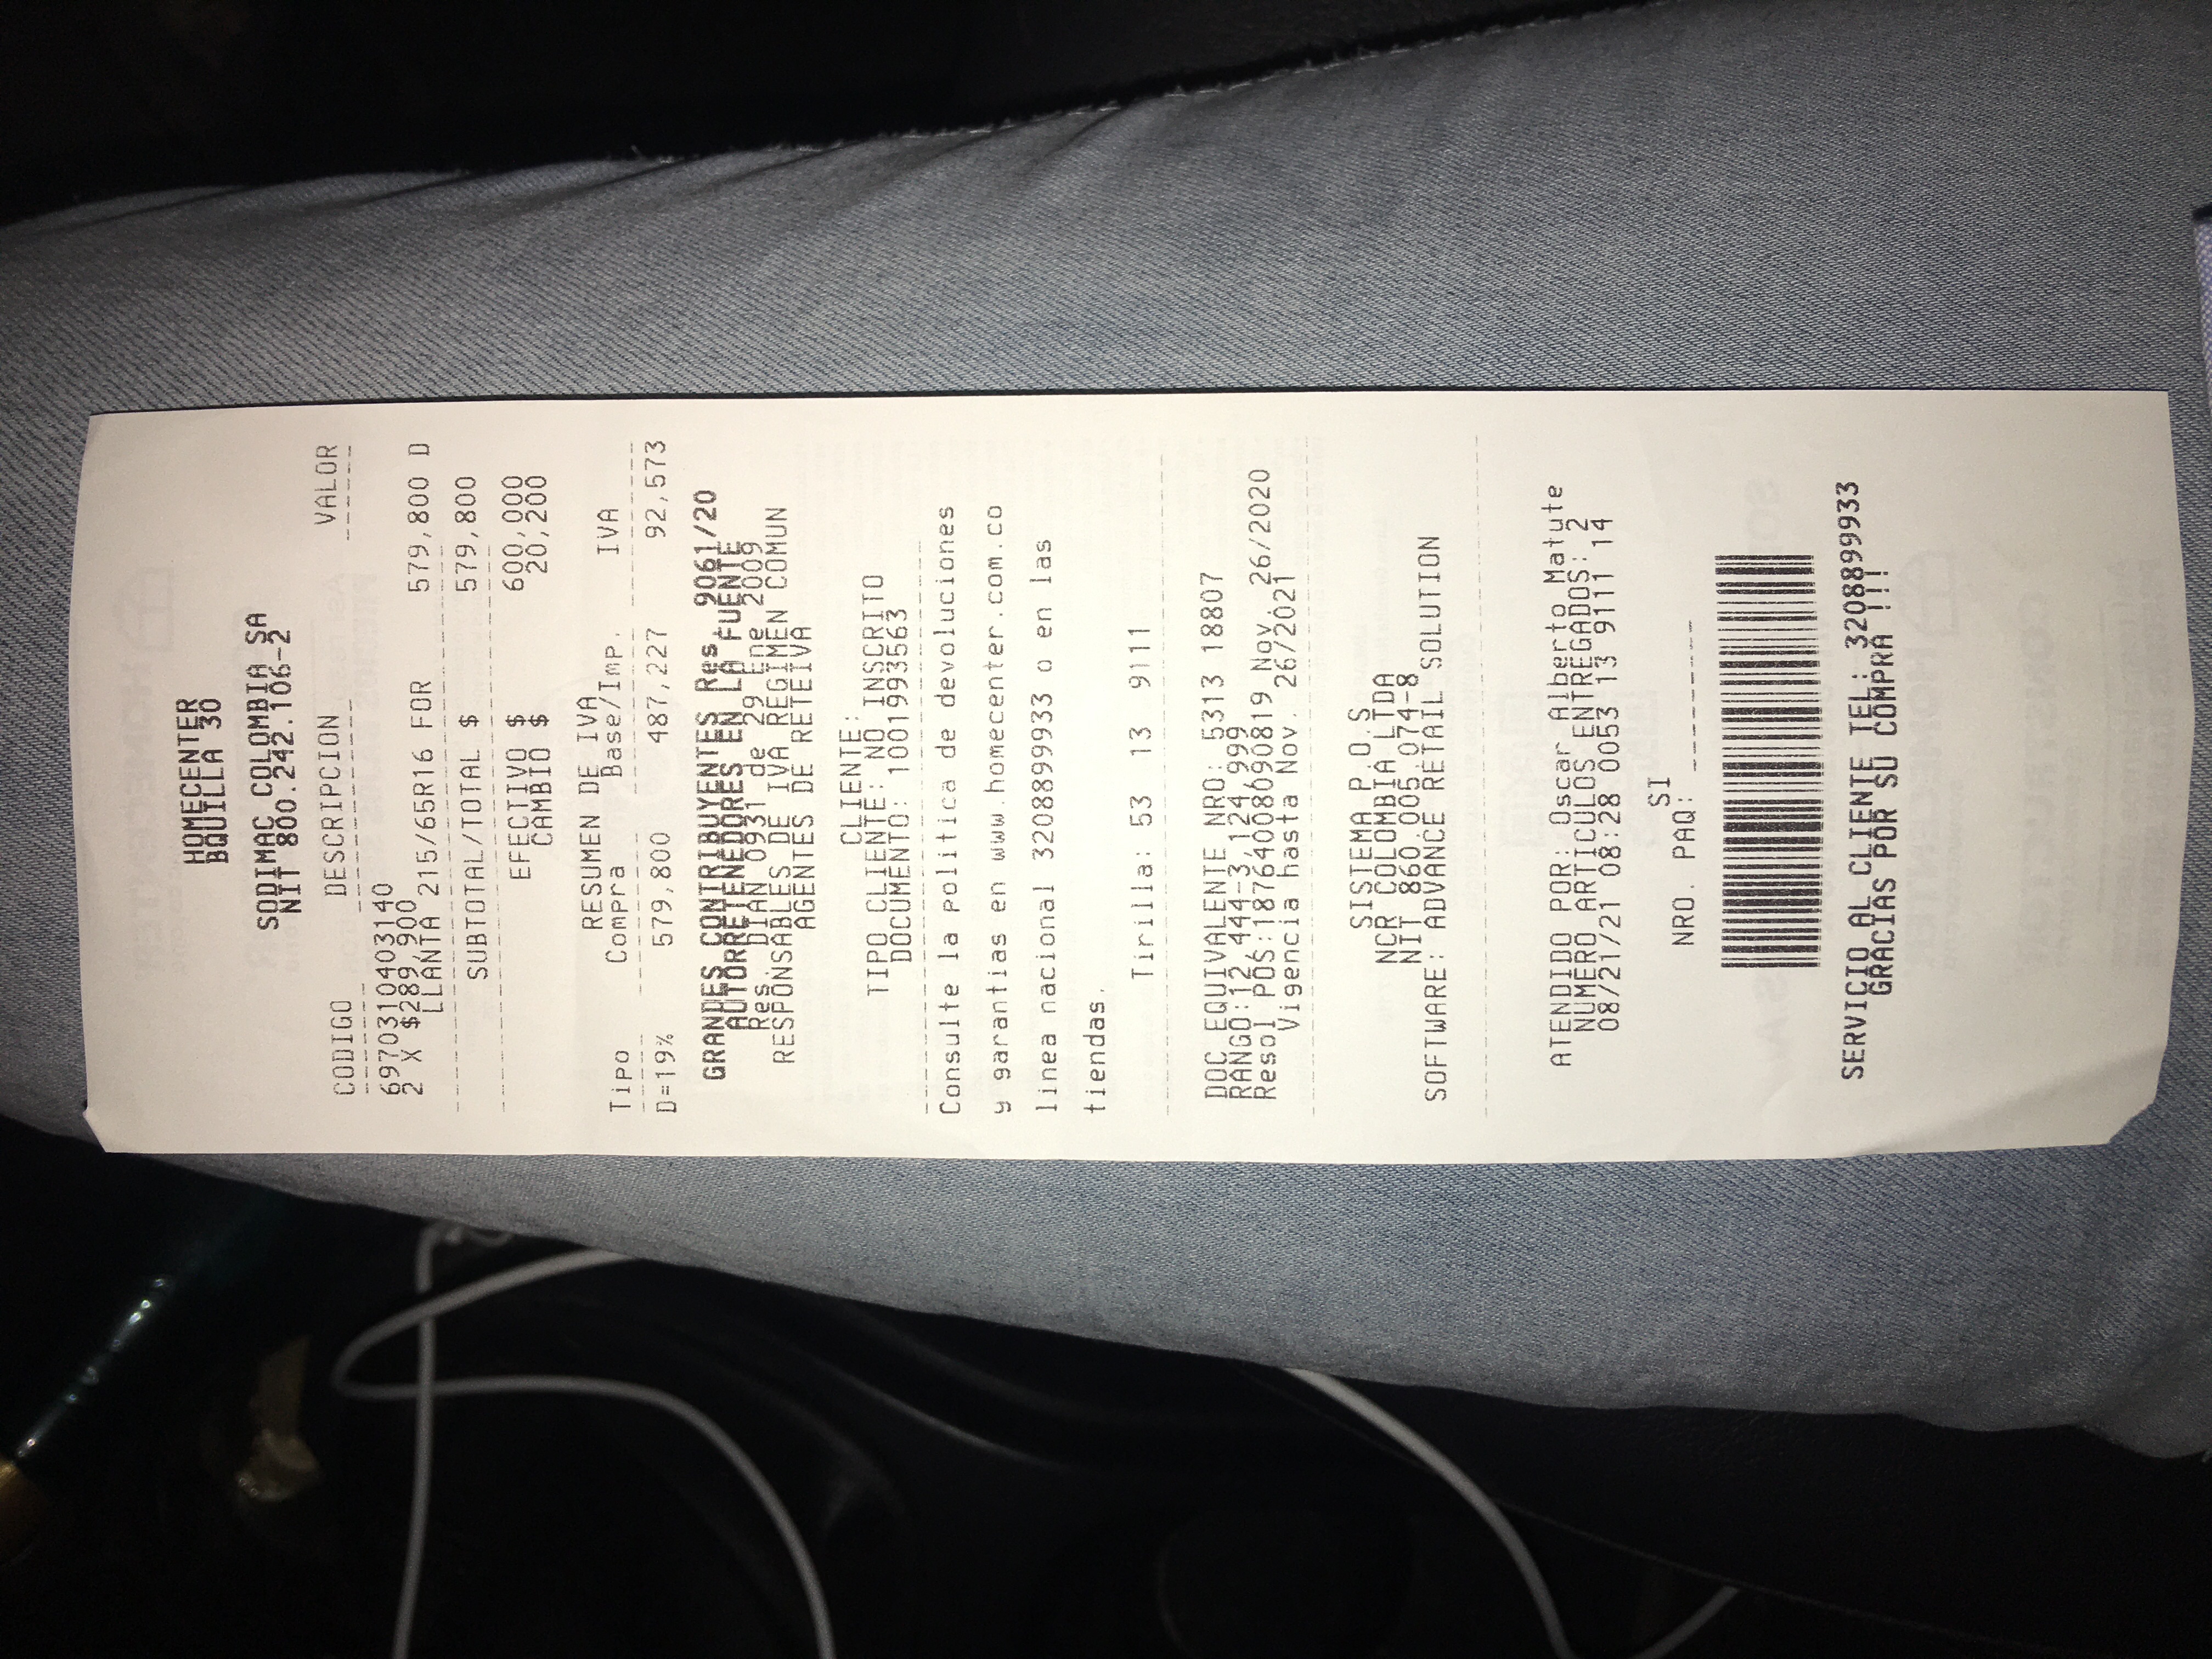 HOMECENTER
BQUILLA 30
SODIMAC COLOMBIA SA
NIT 800.242.106-2
CODIGO DESCRIPCION VALOR
6970310403140
2 X $289,900
LLANTA 215/65R16 FOR 579,800 D
SUBTOTAL/TOTAL $ 579,800
EFECTIVO $ 600,000
CAMBIO $ 20,200
RESUMEN DE IVA
Tipo Compra Base/Imp. IVA
D=19% 579,800 487,227 92,573
GRANDES CONTRIBUYENTES Res. 9061/20
AUTORRETENEDORES EN LA FUENTE
Res. DIAN 0931 de 29 Ene 2009
RESPONSABLES DE IVA REGIMEN COMUN
AGENTES DE RETEIVA
CLIENTE:
TIPO CLIENTE: NO INSCRITO
DOCUMENTO: 1001993563
Consulte la politica de devoluciones
y garantias en www.homecenter.com.co
linea nacional 3208899933 o en las
tiendas.
Tirilla: 53 13 9111
DOC EQUIVALENTE NRO: 5313 18807
RANGO:12,444-3,124,999
Resol POS:18764008690819 Nov. 26/2020
Vigencia hasta Nov. 26/2021
SISTEMA P.O.S
NCR COLOMBIA LTDA
NIT 860.005.074-8
SOFTWARE: ADVANCE RETAIL SOLUTION
ATENDIDO POR: Oscar Alberto Matute
NUMERO ARTICULOS ENTREGADOS: 2
08/21/21 08:28 0053 13 9111 14
SI
NRO. PAQ: ________
SERVICIO AL CLIENTE TEL: 3208899933
GRACIAS POR SU COMPRA !!!